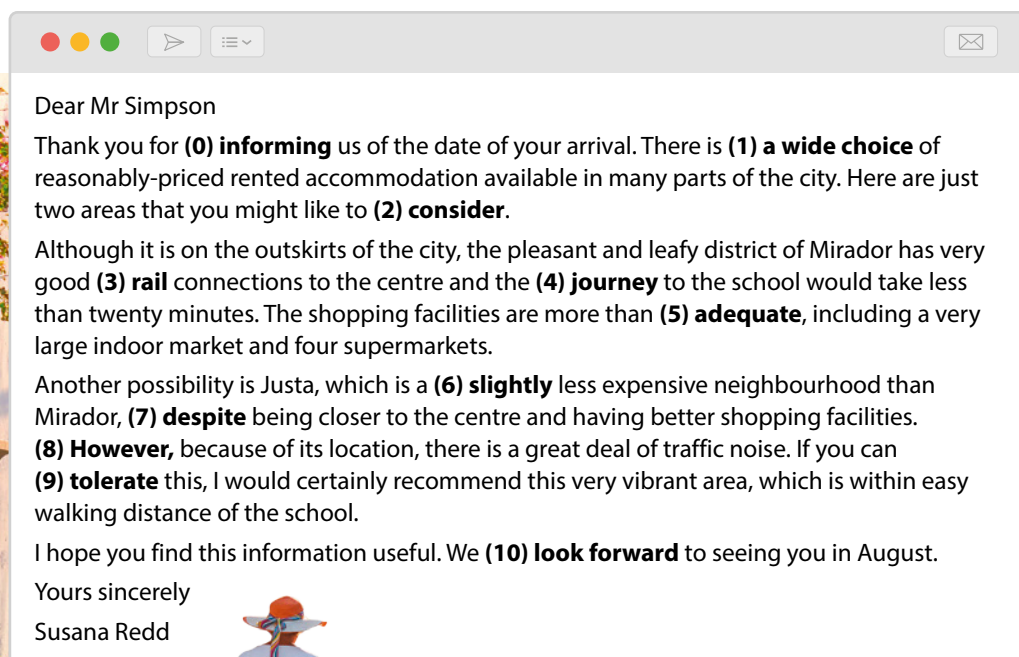 Dear Mr Simpson
Thank you for (0) informing us of the date of your arrival. There is (1) a wide choice of
reasonably-priced rented accommodation available in many parts of the city. Here are just
two areas that you might like to (2) consider.
Although it is on the outskirts of the city, the pleasant and leafy district of Mirador has very
good (3) rail connections to the centre and the (4) journey to the school would take less
than twenty minutes. The shopping facilities are more than (5) adequate, including a very
large indoor market and four supermarkets.
Another possibility is Justa, which is a (6) slightly less expensive neighbourhood than
Mirador, (7) despite being closer to the centre and having better shopping facilities.
(8) However, because of its location, there is a great deal of traffic noise. If you can
(9) tolerate this, I would certainly recommend this very vibrant area, which is within easy
walking distance of the school.
I hope you find this information useful. We (10) look forward to seeing you in August.
Yours sincerely
Susana Redd